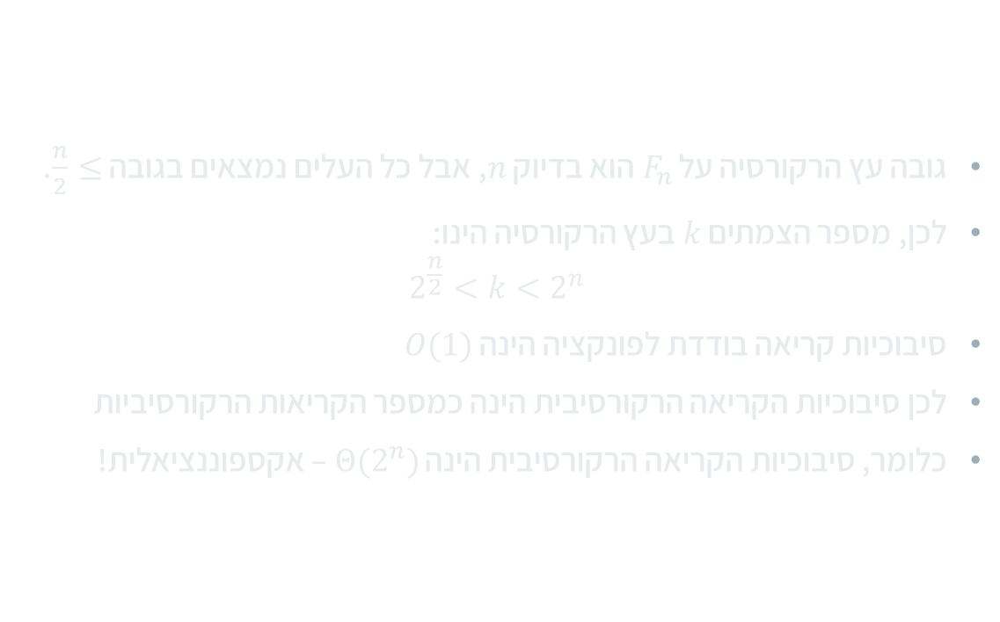 • גובה עץ הרקורסיה על $F_n$ הוא בדיוק $n$, אבל כל העלים נמצאים בגובה $\geq \frac{n}{2}$.
• לכן, מספר הצמתים $k$ בעץ הרקורסיה הינו:
$2^{\frac{n}{2}} < k < 2^n$
• סיבוכיות קריאה בודדת לפונקציה הינה $O(1)$
• לכן סיבוכיות הקריאה הרקורסיבית הינה כמספר הקריאות הרקורסיביות
• כלומר, סיבוכיות הקריאה הרקורסיבית הינה $\Theta(2^n)$ – אקספוננציאלית!